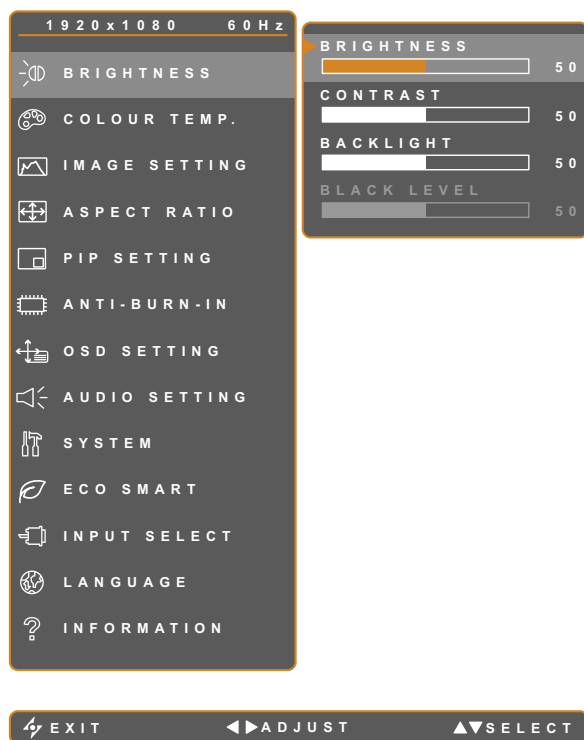 1920x1080 60Hz
BRIGHTNESS
COLOUR TEMP.
IMAGE SETTING
ASPECT RATIO
PIP SETTING
ANTI-BURN-IN
OSD SETTING
AUDIO SETTING
SYSTEM
ECO SMART
INPUT SELECT
LANGUAGE
INFORMATION
BRIGHTNESS
50
CONTRAST
50
BACKLIGHT
50
BLACK LEVEL
50
EXIT ADJUST SELECT